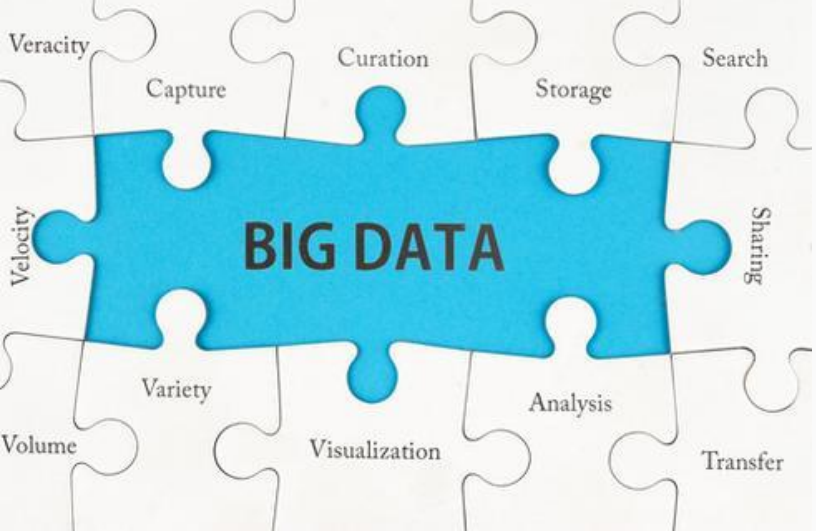 Veracity
Capture
Curation
Storage
Search
Velocity
BIG DATA
Sharing
Variety
Analysis
Volume
Visualization
Transfer